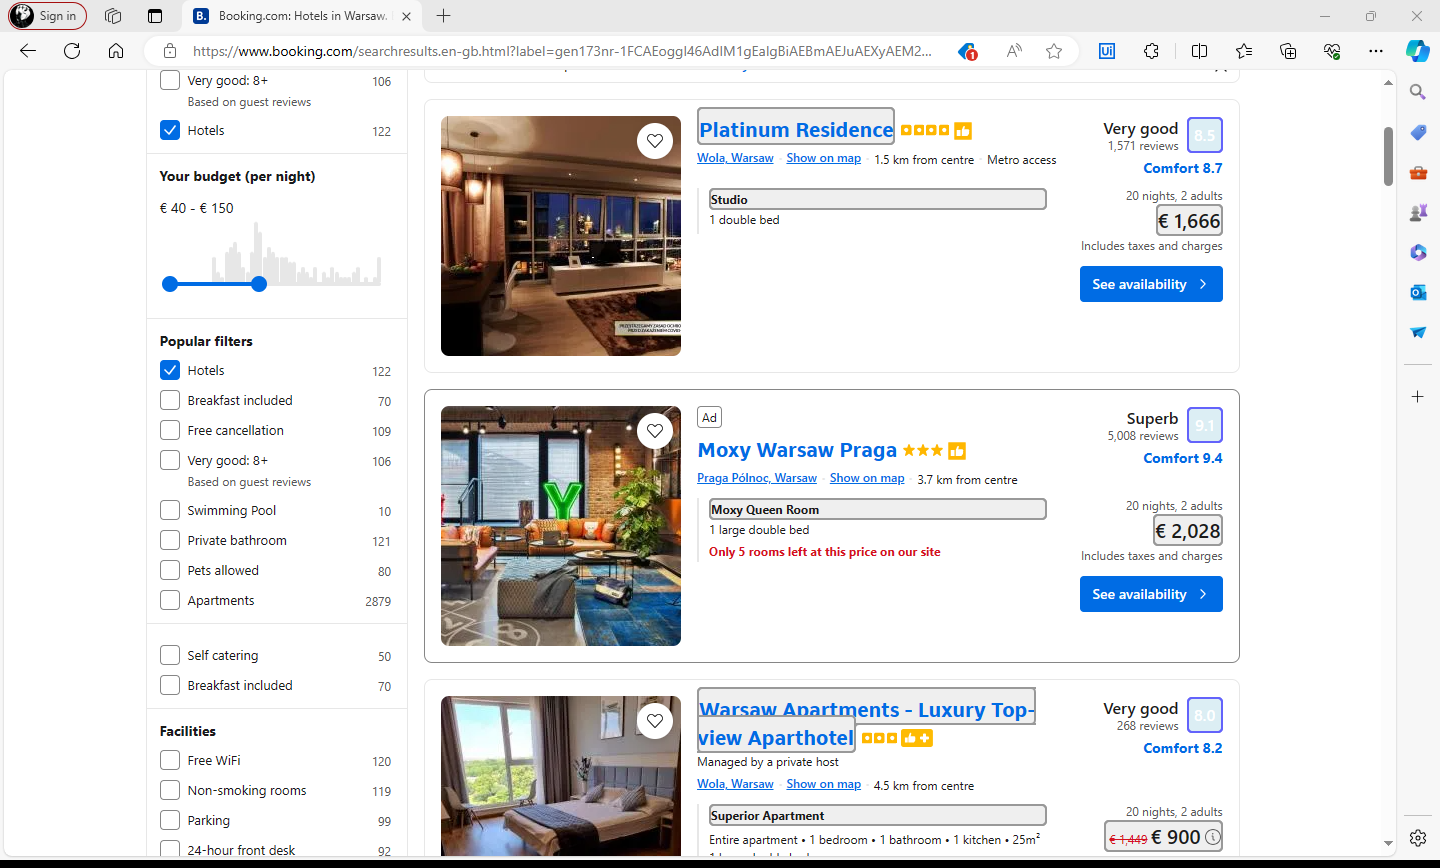 Sign in
Booking.com: Hotels in Warsaw.
https://www.booking.com/searchresults.en-gb.html?label=gen173nr-1FCAEoggI46AdIM1gEaIgBiAEBmAEJuAEXyAEM2...
1
Very good: 8+ 106
Based on guest reviews
Hotels 122
Your budget (per night)
€ 40 - € 150
Popular filters
Hotels 122
Breakfast included 70
Free cancellation 109
Very good: 8+ 106
Based on guest reviews
Swimming Pool 10
Private bathroom 121
Pets allowed 80
Apartments 2879
Self catering 50
Breakfast included 70
Facilities
Free WiFi 120
Non-smoking rooms 119
Parking 99
24-hour front desk 92
Platinum Residence
Wola, Warsaw · Show on map · 1.5 km from centre · Metro access
Studio
1 double bed
Very good 8.5
1,571 reviews
Comfort 8.7
20 nights, 2 adults
€ 1,666
Includes taxes and charges
See availability
Ad
Moxy Warsaw Praga
Praga Północ, Warsaw · Show on map · 3.7 km from centre
Moxy Queen Room
1 large double bed
Only 5 rooms left at this price on our site
Superb 9.1
5,008 reviews
Comfort 9.4
20 nights, 2 adults
€ 2,028
Includes taxes and charges
See availability
Warsaw Apartments - Luxury Top-
view Aparthotel
Managed by a private host
Wola, Warsaw · Show on map · 4.5 km from centre
Superior Apartment
Entire apartment • 1 bedroom • 1 bathroom • 1 kitchen • 25m²
Very good 8.0
268 reviews
Comfort 8.2
20 nights, 2 adults
€ 1,449 € 900